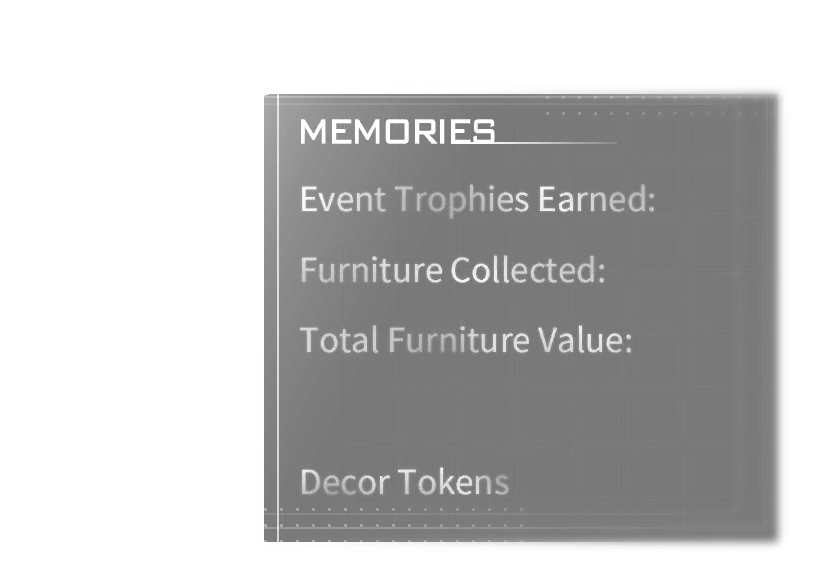 MEMORIES
Event Trophies Earned:
Furniture Collected:
Total Furniture Value:
Decor Tokens